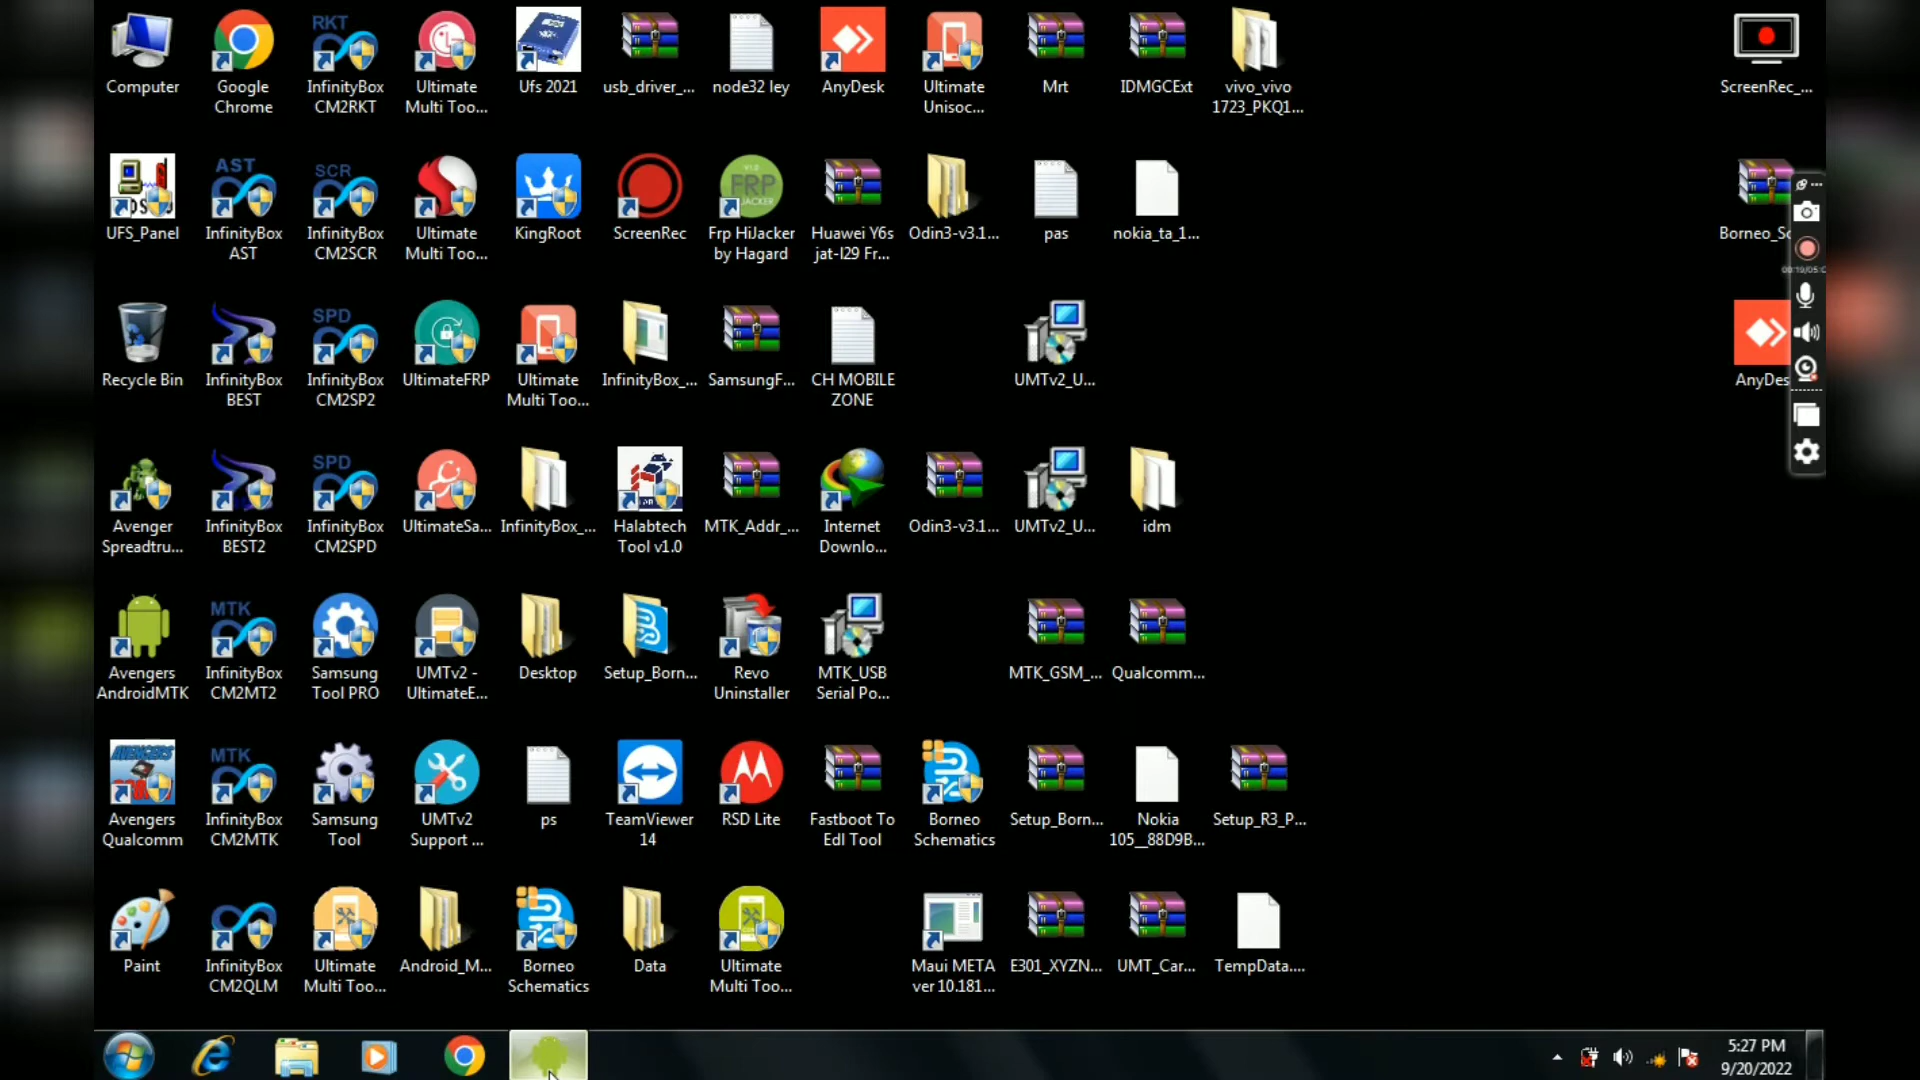 Computer
Google
Chrome
RKT
InfinityBox
CM2RKT
Ultimate
Multi Too...
Ufs 2021
usb_driver_...
node32 ley
AnyDesk
Ultimate
Unisoc...
Mrt
IDMGCExt
vivo_vivo
1723_PKQ1...
ScreenRec_...
UFS_Panel
AST
InfinityBox
AST
SCR
InfinityBox
CM2SCR
Ultimate
Multi Too...
KingRoot
ScreenRec
V1.0
FRP
JACKER
Frp HiJacker
by Hagard
Huawei Y6s
jat-l29 Fr...
Odin3-v3.1...
pas
nokia_ta_1...
Recycle Bin
InfinityBox
BEST
SPD
InfinityBox
CM2SP2
UltimateFRP
Ultimate
Multi Too...
InfinityBox_...
SamsungF...
CH MOBILE
ZONE
UMTv2_U...
Avenger
Spreadtru...
InfinityBox
BEST2
SPD
InfinityBox
CM2SPD
UltimateSa...
InfinityBox_...
Halabtech
Tool v1.0
MTK_Addr_...
Internet
Downlo...
Odin3-v3.1...
UMTv2_U...
idm
Avengers
AndroidMTK
MTK
InfinityBox
CM2MT2
Samsung
Tool PRO
UMTv2 -
UltimateE...
Desktop
Setup_Born...
Revo
Uninstaller
MTK_USB
Serial Po...
MTK_GSM_...
Qualcomm...
AVENGERS
Avengers
Qualcomm
MTK
InfinityBox
CM2MTK
Samsung
Tool
UMTv2
Support ...
ps
TeamViewer
14
RSD Lite
Fastboot To
Edl Tool
Borneo
Schematics
Setup_Born...
Nokia
105__88D9B...
Setup_R3_P...
Paint
InfinityBox
CM2QLM
Ultimate
Multi Too...
Android_M...
Borneo
Schematics
Data
Ultimate
Multi Too...
Maui META
ver 10.181...
E301_XYZN...
UMT_Car...
TempData....
5:27 PM
9/20/2022